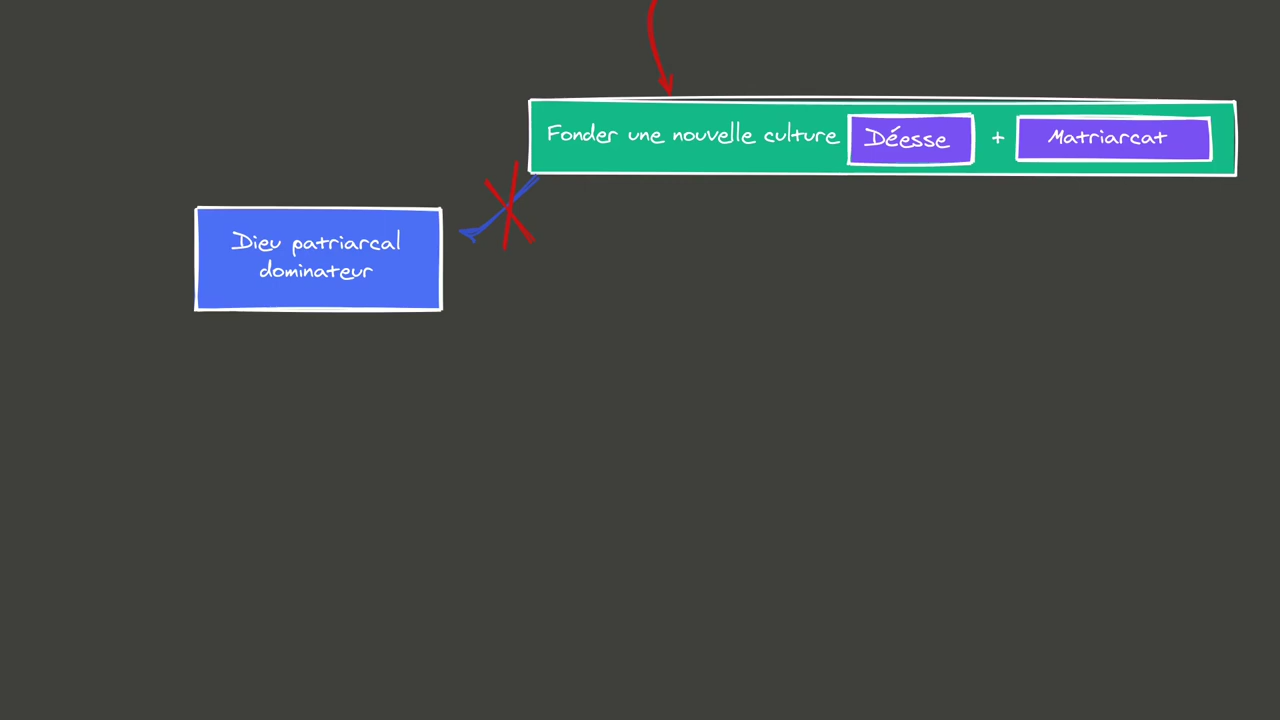 Fonder une nouvelle culture Déesse + Matriarcat
Dieu patriarcal
dominateur